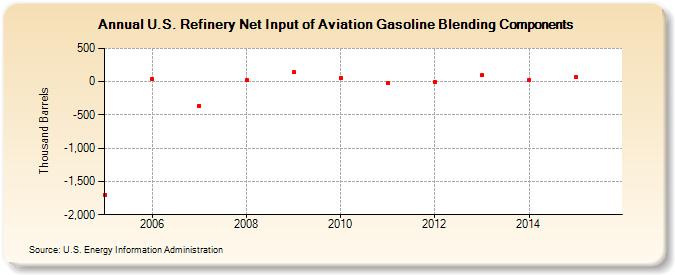 Annual U.S. Refinery Net Input of Aviation Gasoline Blending Components
Thousand Barrels
500
0
-500
-1,000
-1,500
-2,000
2006 2008 2010 2012 2014
Source: U.S. Energy Information Administration